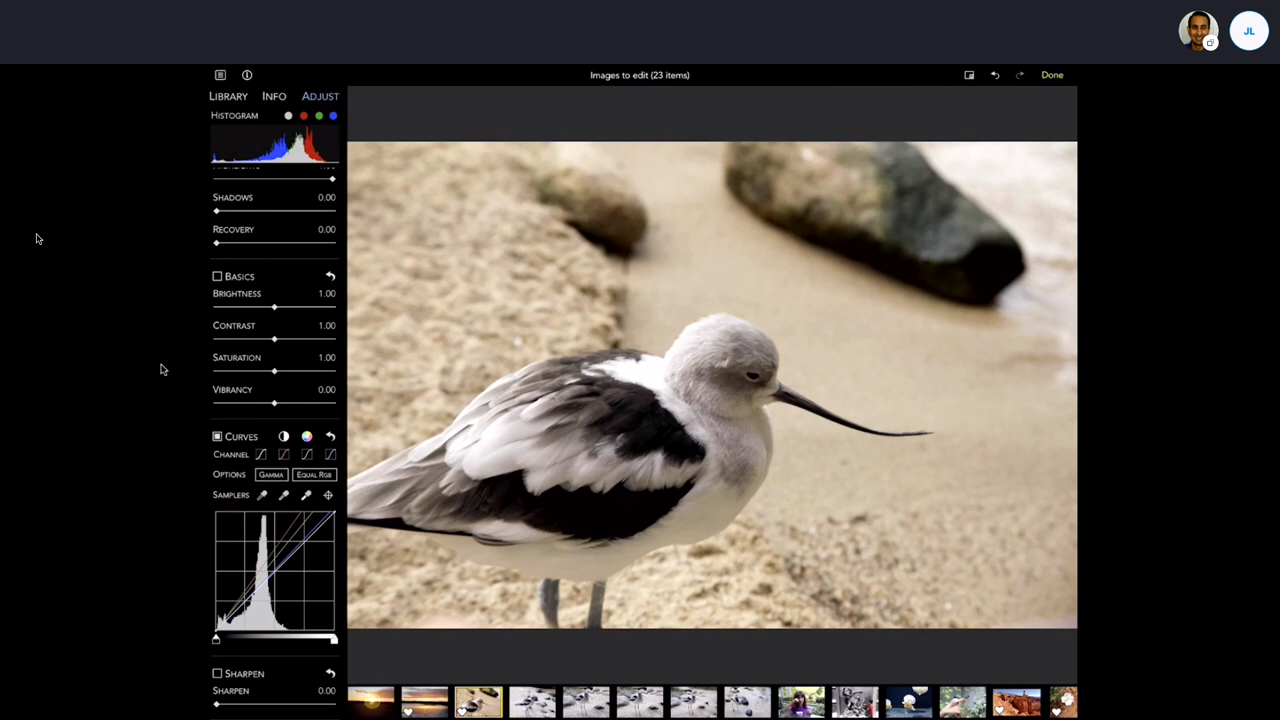 JL
Images to edit (23 items)
Done
LIBRARY INFO ADJUST
HISTOGRAM
SHADOWS 0.00
RECOVERY 0.00
BASICS
BRIGHTNESS 1.00
CONTRAST 1.00
SATURATION 1.00
VIBRANCY 0.00
CURVES
CHANNEL
OPTIONS GAMMA EQUAL RGB
SAMPLERS
SHARPEN
SHARPEN 0.00